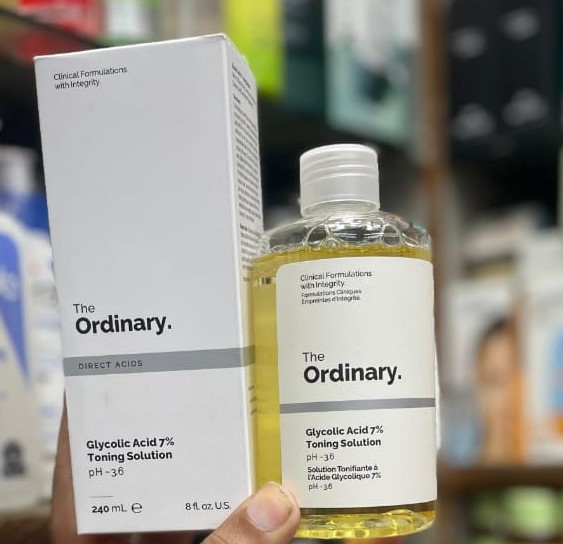 Clinical Formulations
with Integrity.
The
Ordinary.
DIRECT ACIDS
Glycolic Acid 7%
Toning Solution
pH ~3.6
240 mL e
8 fl. oz. U.S.
Clinical Formulations
with Integrity.
Formulations Cliniques
Empreintes d'Intégrité.
The
Ordinary.
Glycolic Acid 7%
Toning Solution
pH ~3.6
Solution Tonifiante à
l'Acide Glycolique 7%
pH ~3.6